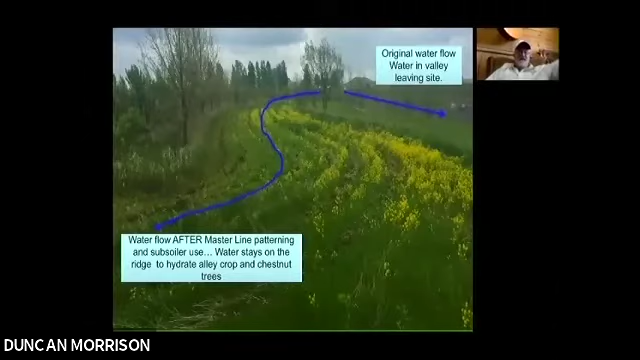 Original water flow
Water in valley
leaving site.
Water flow AFTER Master Line patterning
and subsoiler use... Water stays on the
ridge to hydrate alley crop and chestnut
trees
DUNCAN MORRISON